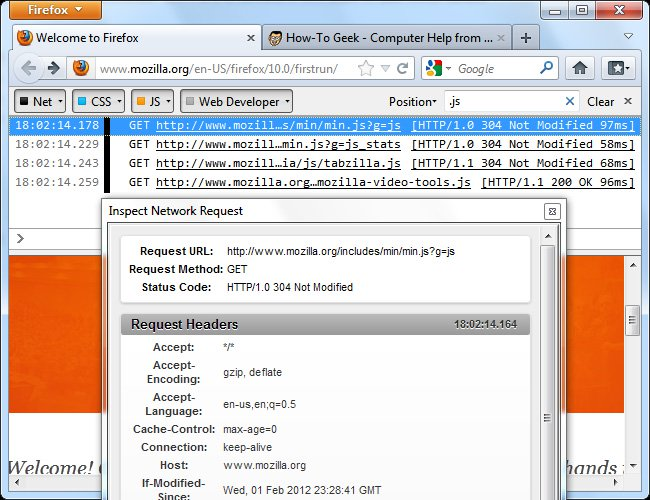 Firefox
Welcome to Firefox
How-To Geek - Computer Help from ...
www.mozilla.org/en-US/firefox/10.0/firstrun/
Google
Net
CSS
JS
Web Developer
Position
.js
Clear
18:02:14.178 GET http://www.mozill…s/min/min.js?g=js [HTTP/1.0 304 Not Modified 97ms]
18:02:14.229 GET http://www.mozill…min.js?g=js_stats [HTTP/1.0 304 Not Modified 58ms]
18:02:14.243 GET http://www.mozill…ia/js/tabzilla.js [HTTP/1.1 304 Not Modified 68ms]
18:02:14.259 GET http://www.mozilla.org…mozilla-video-tools.js [HTTP/1.1 200 OK 96ms]
Inspect Network Request
Request URL: http://www.mozilla.org/includes/min/min.js?g=js
Request Method: GET
Status Code: HTTP/1.0 304 Not Modified
Request Headers 18:02:14.164
Accept: */*
Accept-
Encoding: gzip, deflate
Accept-
Language: en-us,en;q=0.5
Cache-Control: max-age=0
Connection: keep-alive
Host: www.mozilla.org
If-Modified-
Since: Wed, 01 Feb 2012 23:28:41 GMT
Welcome! hands